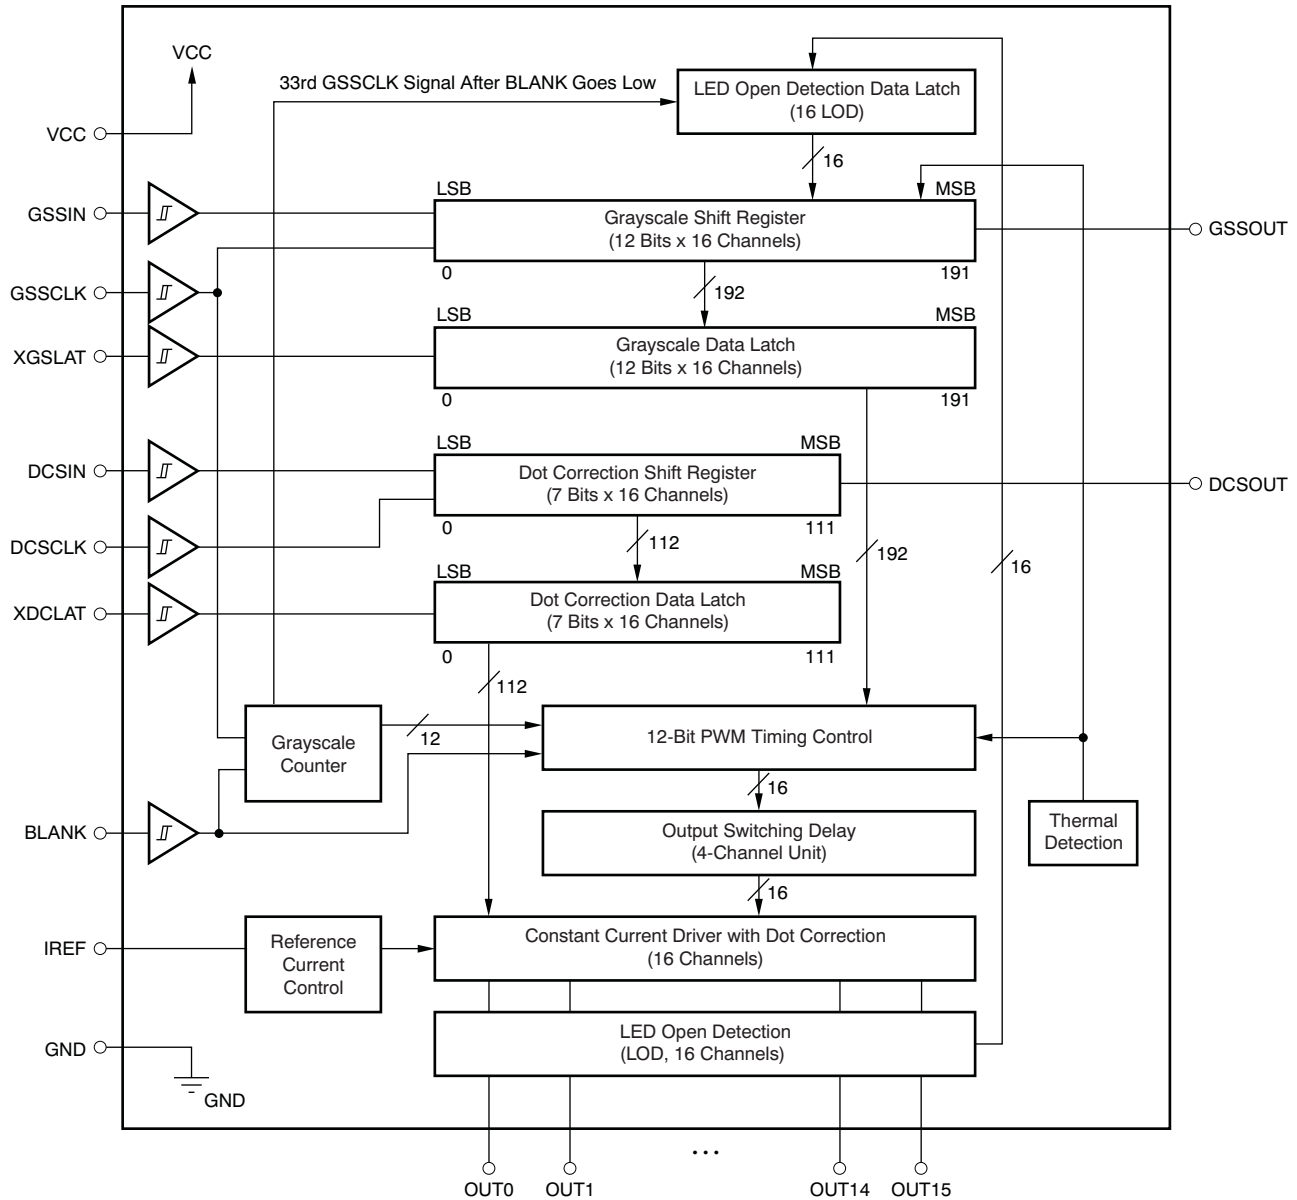 VCC
33rd GSSCLK Signal After BLANK Goes Low
LED Open Detection Data Latch
(16 LOD)
VCC
16
LSB
MSB
GSSIN
Grayscale Shift Register
(12 Bits x 16 Channels)
GSSOUT
0
191
GSSCLK
192
LSB
MSB
XGSLAT
Grayscale Data Latch
(12 Bits x 16 Channels)
0
191
LSB
MSB
DCSIN
Dot Correction Shift Register
(7 Bits x 16 Channels)
DCSOUT
0
111
DCSCLK
112
192
16
LSB
MSB
XDCLAT
Dot Correction Data Latch
(7 Bits x 16 Channels)
0
111
112
Grayscale
Counter
12
12-Bit PWM Timing Control
16
BLANK
Output Switching Delay
(4-Channel Unit)
Thermal
Detection
16
IREF
Reference
Current
Control
Constant Current Driver with Dot Correction
(16 Channels)
LED Open Detection
(LOD, 16 Channels)
GND
GND
...
OUT0
OUT1
OUT14
OUT15